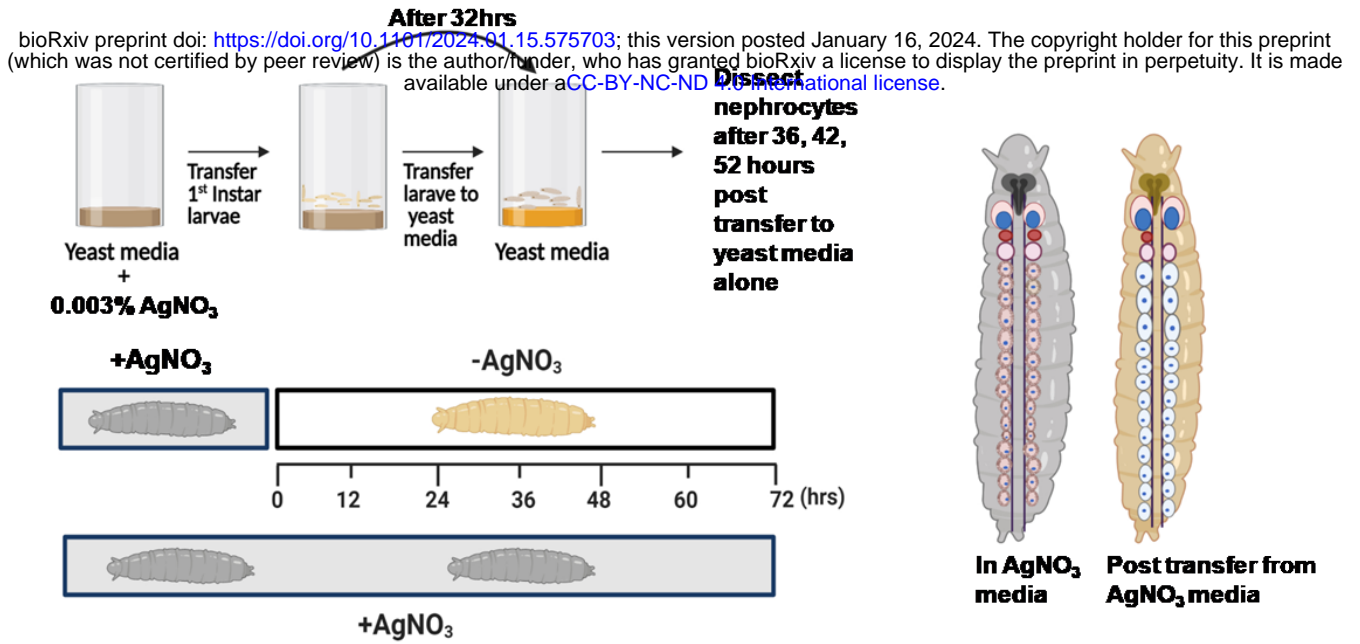 After 32hrs
bioRxiv preprint doi: https://doi.org/10.1101/2024.01.15.575703; this version posted January 16, 2024. The copyright holder for this preprint
(which was not certified by peer review) is the author/funder, who has granted bioRxiv a license to display the preprint in perpetuity. It is made
available under aCC-BY-NC-ND 4.0 International license.
Transfer
1st Instar
larvae
Transfer
larave to
yeast
media
Dissect
nephrocytes
after 36, 42,
52 hours
post
transfer to
yeast media
alone
Yeast media
+
0.003% AgNO3
Yeast media
+AgNO3
-AgNO3
0 12 24 36 48 60 72 (hrs)
+AgNO3
In AgNO3
media
Post transfer from
AgNO3 media